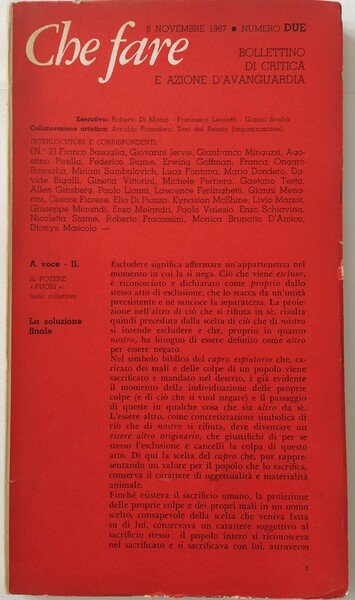 Che fare
8 NOVEMBRE 1967 • NUMERO DUE
BOLLETTINO
DI CRITICA
E AZIONE D'AVANGUARDIA
Esecutivo: Roberto Di Marco - Francesco Leonetti - Gianni Scalia.
Collaborazione artistica: Arnaldo Pomodoro; Toni del Renzio [impaginazione].
INTERLOCUTORI E CORRISPONDENTI:
[N.° 2] Franco Basaglia, Giovanni Jervis, Gianfranco Minguzzi, Ago-
stino Pirella, Federico Stame, Erwing Goffman, Franca Ongaro
Basaglia; Miriam Sumbulovich, Luca Fontana, Mario Dondero, Da-
vide Bigalli, Ginetta Vittorini, Michele Perriera, Gaetano Testa,
Allen Ginsberg, Paolo Lionni, Lawrence Ferlinghetti, Gianni Mena-
rini, Cesare Fiorese, Elio Di Piazza, Kynaston McShine, Livio Marzot,
Giuseppe Morandi, Enzo Melandri, Paolo Valesio, Enzo Schiavina,
Nicoletta Stame, Roberto Fracassini, Monica Brunatto D'Amico,
Dionys Mascolo —
A voce - II.
IL POTERE
«FUORI»:
testo collettivo
La soluzione
finale
Escludere significa affermare un'appartenenza nel
momento in cui la si nega. Ciò che viene escluso,
è riconosciuto e dichiarato come proprio dallo
stesso atto di esclusione, che lo stacca da un'unità
preesistente e ne sancisce la separatezza. La proie-
zione nell'altro di ciò che si rifiuta in sè, risulta
quindi preceduta dalla scelta di ciò che di nostro
si intende escludere e che, proprio in quanto
nostro, ha bisogno di essere definito come altro
per essere negato.
Nel simbolo biblico del capro espiatorio che, ca-
ricato dei mali e delle colpe di un popolo viene
sacrificato e mandato nel deserto, è già evidente
il momento della individuazione delle proprie
colpe (e di ciò che si vuol negare) e il passaggio
di queste in qualche cosa che sia altro da sè.
L'essere altro, come concretizzazione simbolica di
ciò che di nostro si rifiuta, deve diventare un
essere altro originario, che giustifichi di per se
stesso l'esclusione e cancelli la colpa di questo
atto. Di qui la scelta del capro che, pur rappre-
sentando un valore per il popolo che lo sacrifica,
conserva il carattere di oggettualità e materialità
animale.
Finché esisteva il sacrificio umano, la proiezione
delle proprie colpe e dei propri mali in un uomo
scelto, consapevole della scelta che veniva fatta
su di lui, conservava un carattere soggettivo al
sacrificio stesso: il popolo intero si riconosceva
nel sacrificato e si sacrificava con lui, attraverso
1